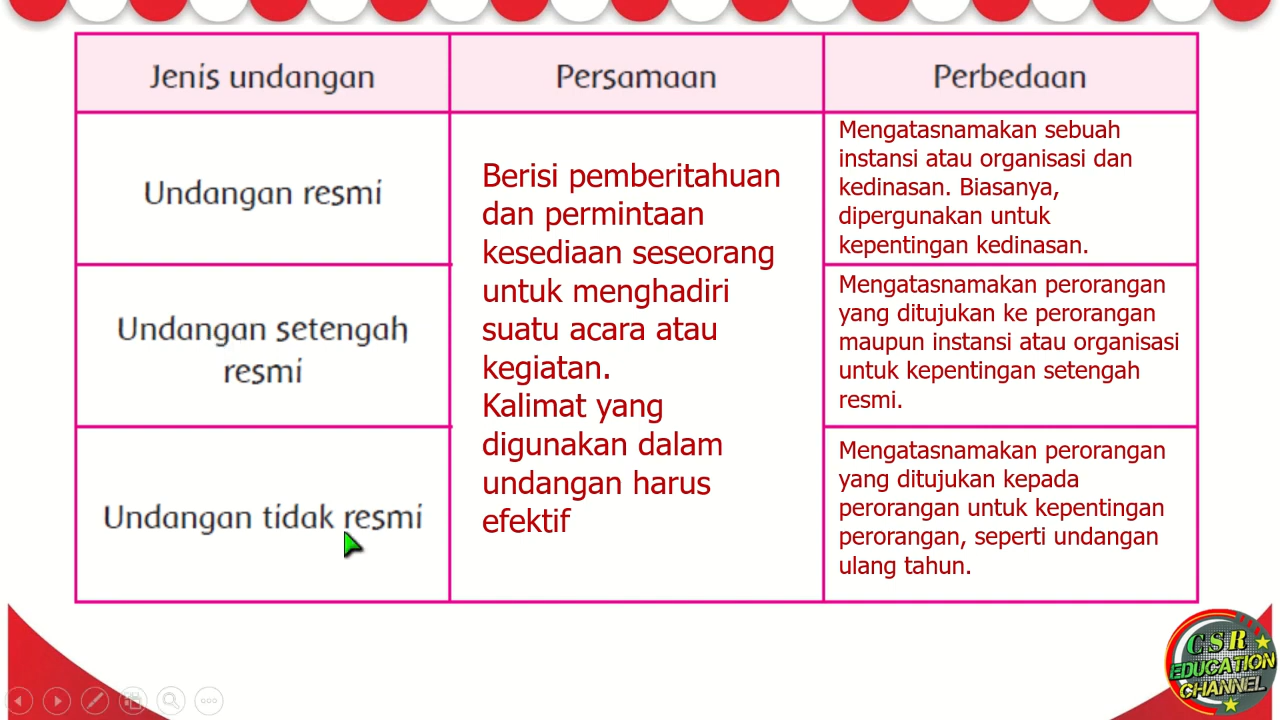 Jenis undangan
Persamaan
Perbedaan
Undangan resmi
Berisi pemberitahuan
dan permintaan
kesediaan seseorang
untuk menghadiri
suatu acara atau
kegiatan.
Kalimat yang
digunakan dalam
undangan harus
efektif
Mengatasnamakan sebuah
instansi atau organisasi dan
kedinasan. Biasanya,
dipergunakan untuk
kepentingan kedinasan.
Undangan setengah
resmi
Mengatasnamakan perorangan
yang ditujukan ke perorangan
maupun instansi atau organisasi
untuk kepentingan setengah
resmi.
Undangan tidak resmi
Mengatasnamakan perorangan
yang ditujukan kepada
perorangan untuk kepentingan
perorangan, seperti undangan
ulang tahun.
CSR
EDUCATION
CHANNEL